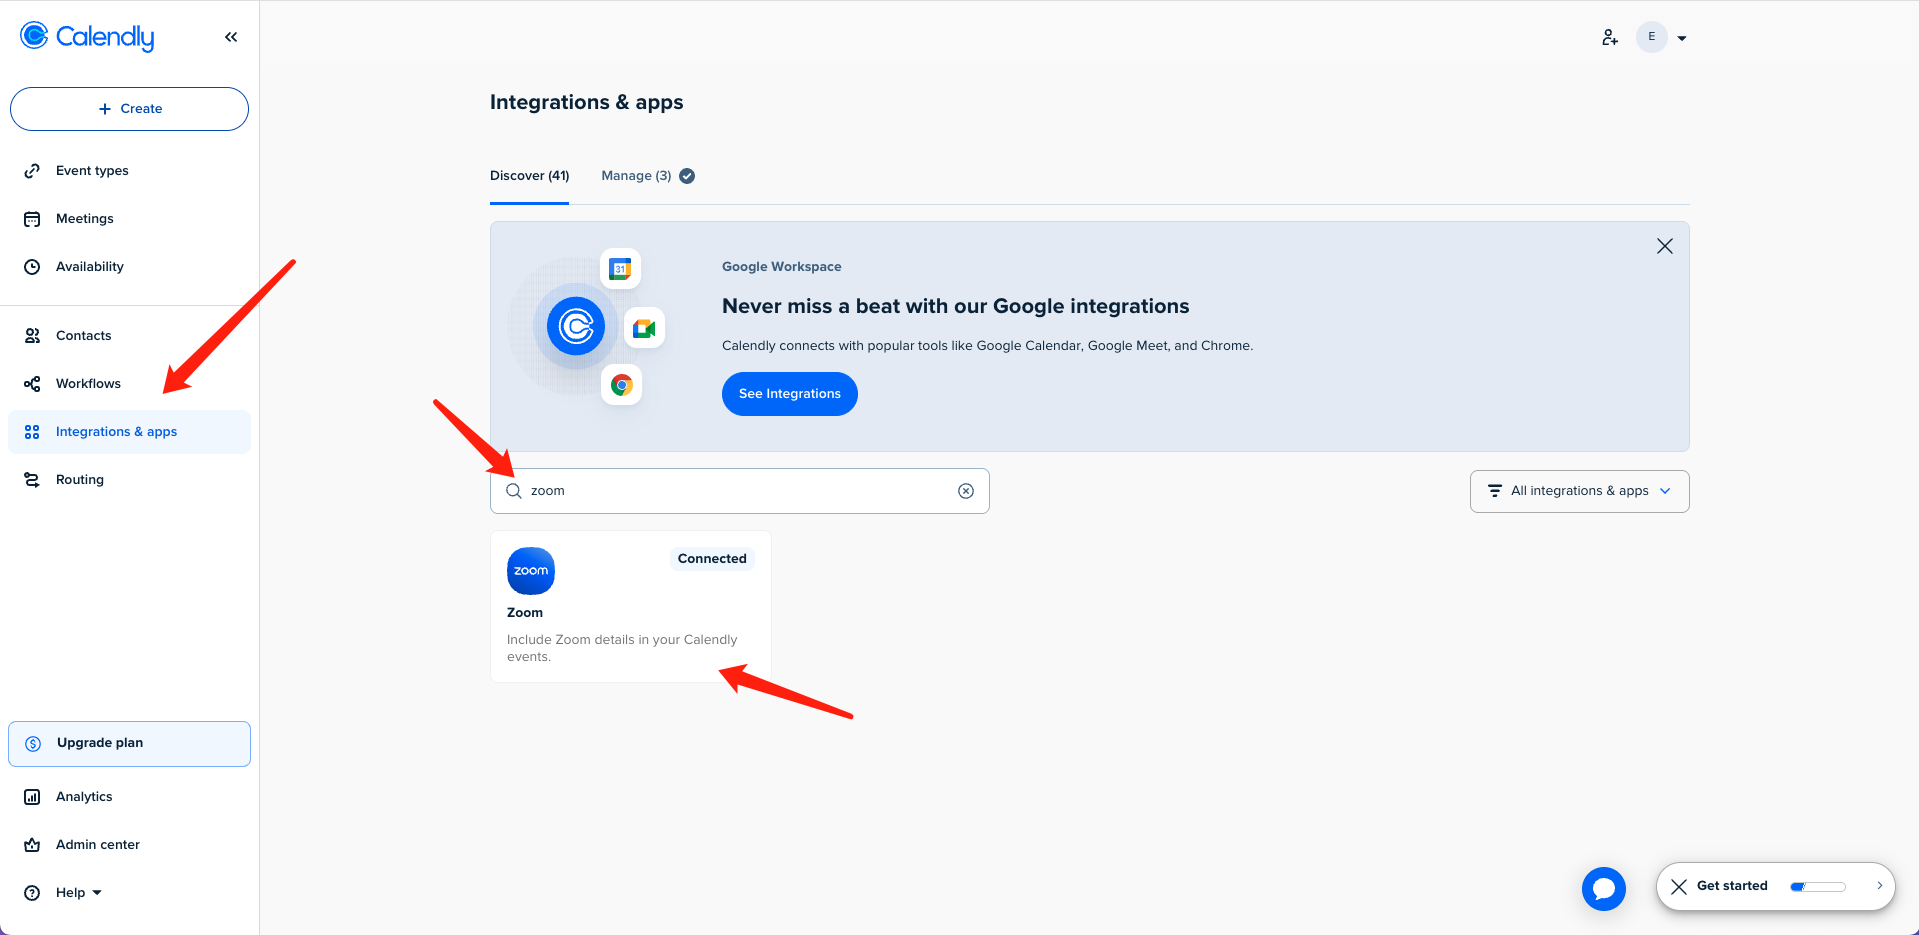 Calendly
Create
Event types
Meetings
Availability
Contacts
Workflows
Integrations & apps
Routing
Upgrade plan
Analytics
Admin center
Help
E
Integrations & apps
Discover (41)
Manage (3)
31
Google Workspace
Never miss a beat with our Google integrations
Calendly connects with popular tools like Google Calendar, Google Meet, and Chrome.
See Integrations
zoom
All integrations & apps
zoom
Connected
Zoom
Include Zoom details in your Calendly
events.
Get started